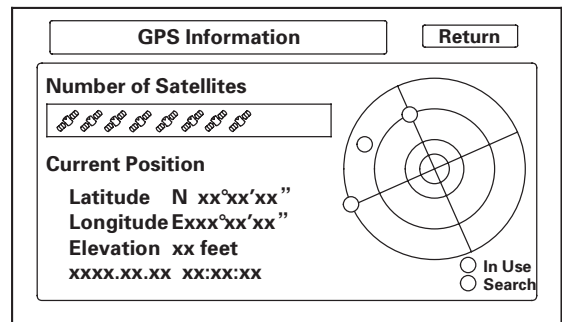 GPS Information
Return
Number of Satellites
Current Position
Latitude N xx°xx'xx"
Longitude Exxx°xx'xx"
Elevation xx feet
xxxx.xx.xx xx:xx:xx
In Use
Search